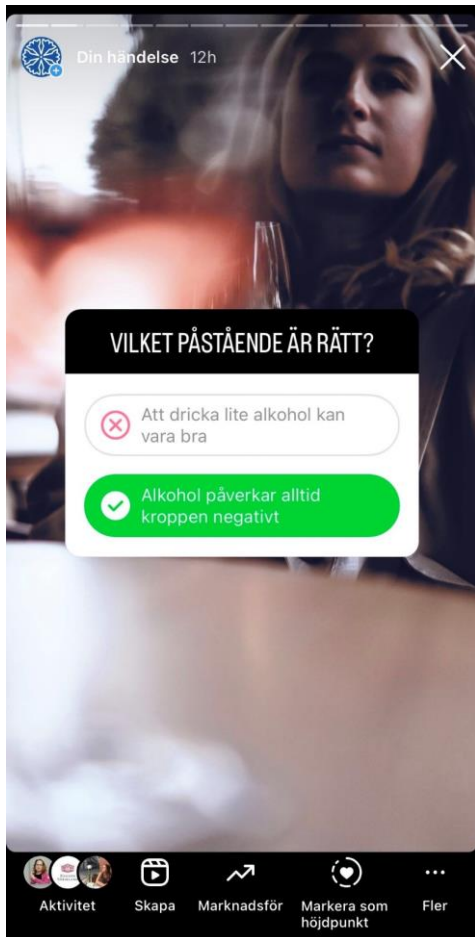 Din händelse 12h
VILKET PÅSTÅENDE ÄR RÄTT?
Att dricka lite alkohol kan
vara bra
Alkohol påverkar alltid
kroppen negativt
Aktivitet
Skapa
Marknadsför
Markera som
höjdpunkt
Fler